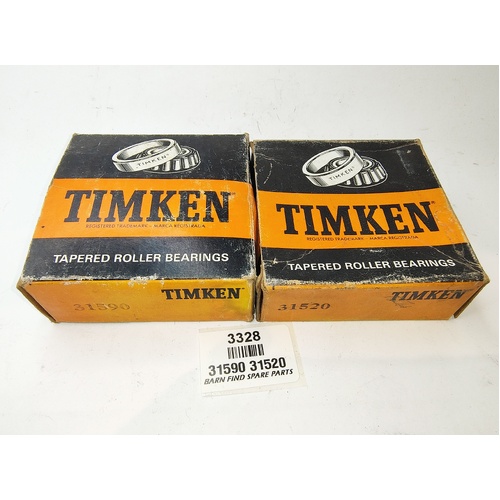 TIMKEN
TIMKEN
REGISTERED TRADEMARK · MARCA REGISTRADA
TAPERED ROLLER BEARINGS
31590 TIMKEN
TIMKEN
TIMKEN
REGISTERED TRADEMARK · MARCA REGISTRADA
TAPERED ROLLER BEARINGS
31520 TIMKEN
3328
31590 31520
BARN FIND SPARE PARTS